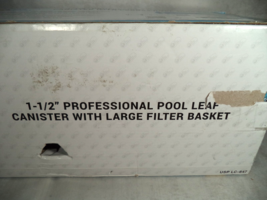 1-1/2" PROFESSIONAL POOL LEAF
CANISTER WITH LARGE FILTER BASKET